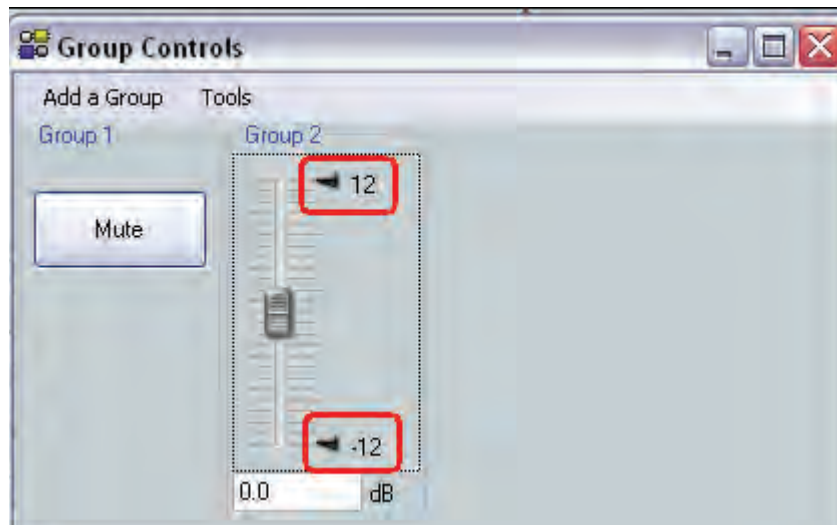 Group Controls
Add a Group Tools
Group 1 Group 2
12
Mute
-12
0.0 dB